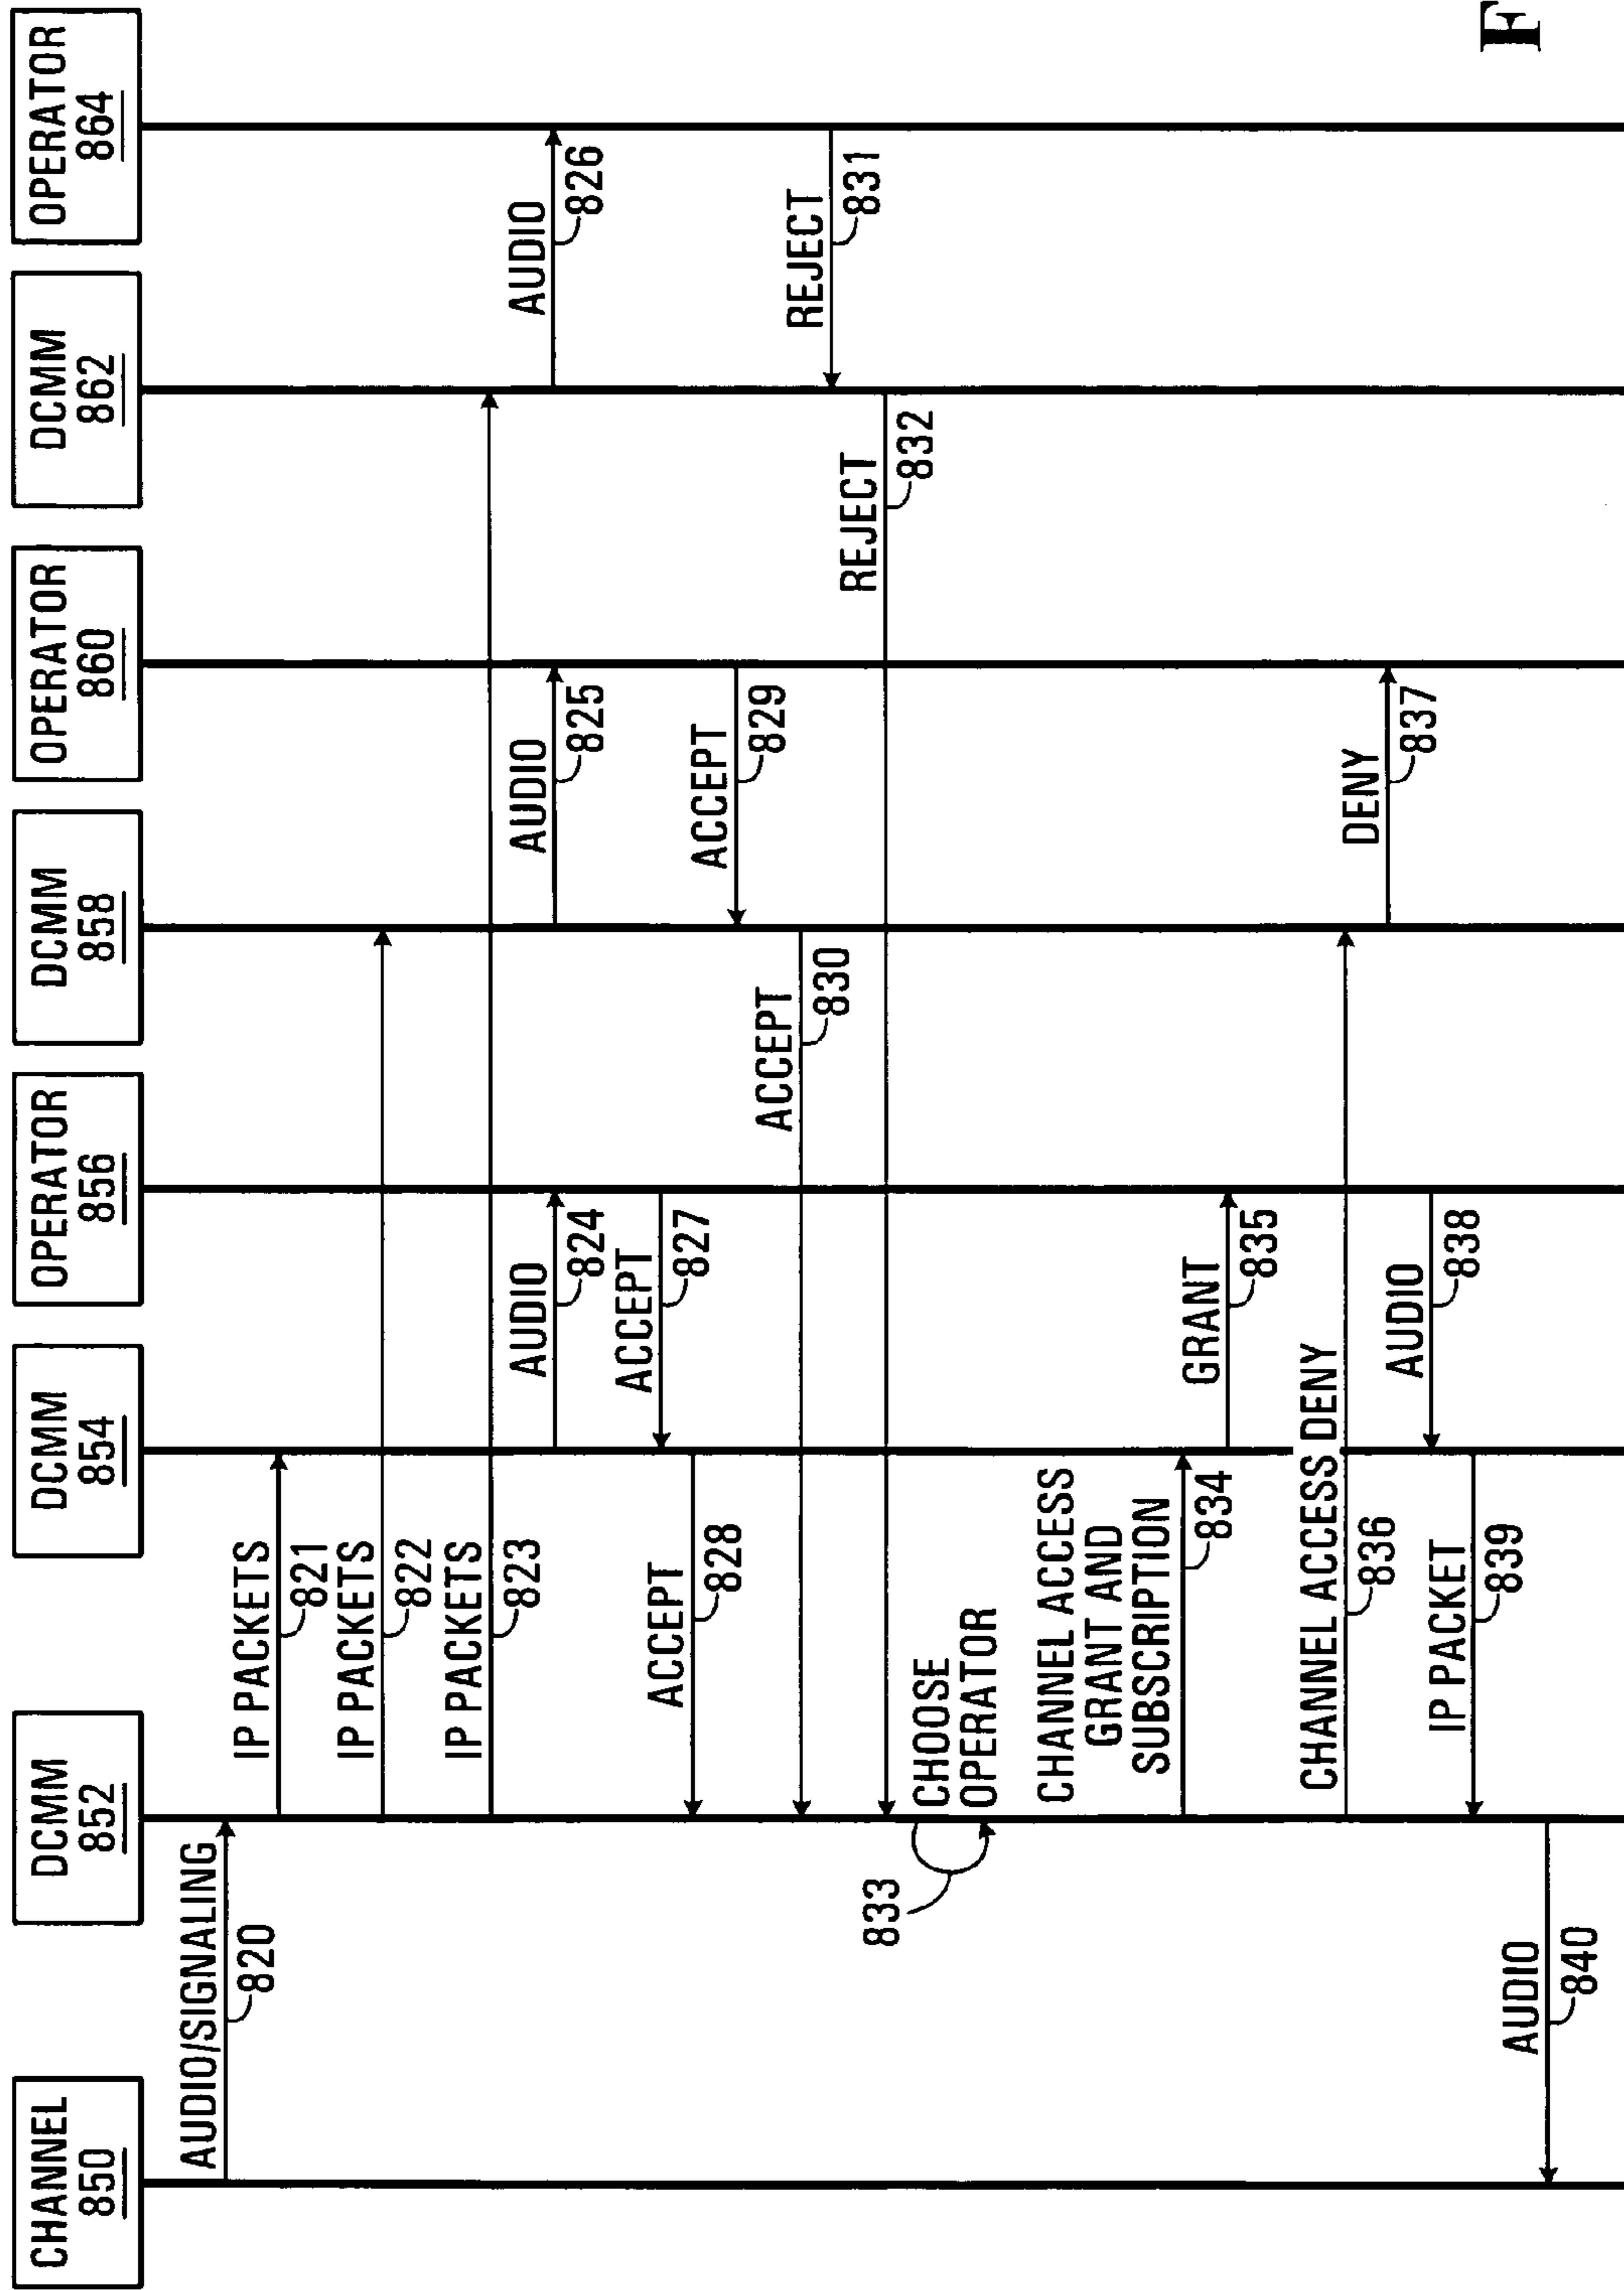 CHANNEL
850
DCMM
852
DCMM
854
OPERATOR
856
DCMM
858
OPERATOR
860
DCMM
862
OPERATOR
864
AUDIO/SIGNALING
820
IP PACKETS
821
IP PACKETS
822
IP PACKETS
823
AUDIO
824
AUDIO
825
AUDIO
826
ACCEPT
827
ACCEPT
828
ACCEPT
829
ACCEPT
830
REJECT
831
REJECT
832
833
CHOOSE
OPERATOR
CHANNEL ACCESS
GRANT AND
SUBSCRIPTION
834
GRANT
835
CHANNEL ACCESS DENY
836
DENY
837
AUDIO
838
IP PACKET
839
AUDIO
840
F